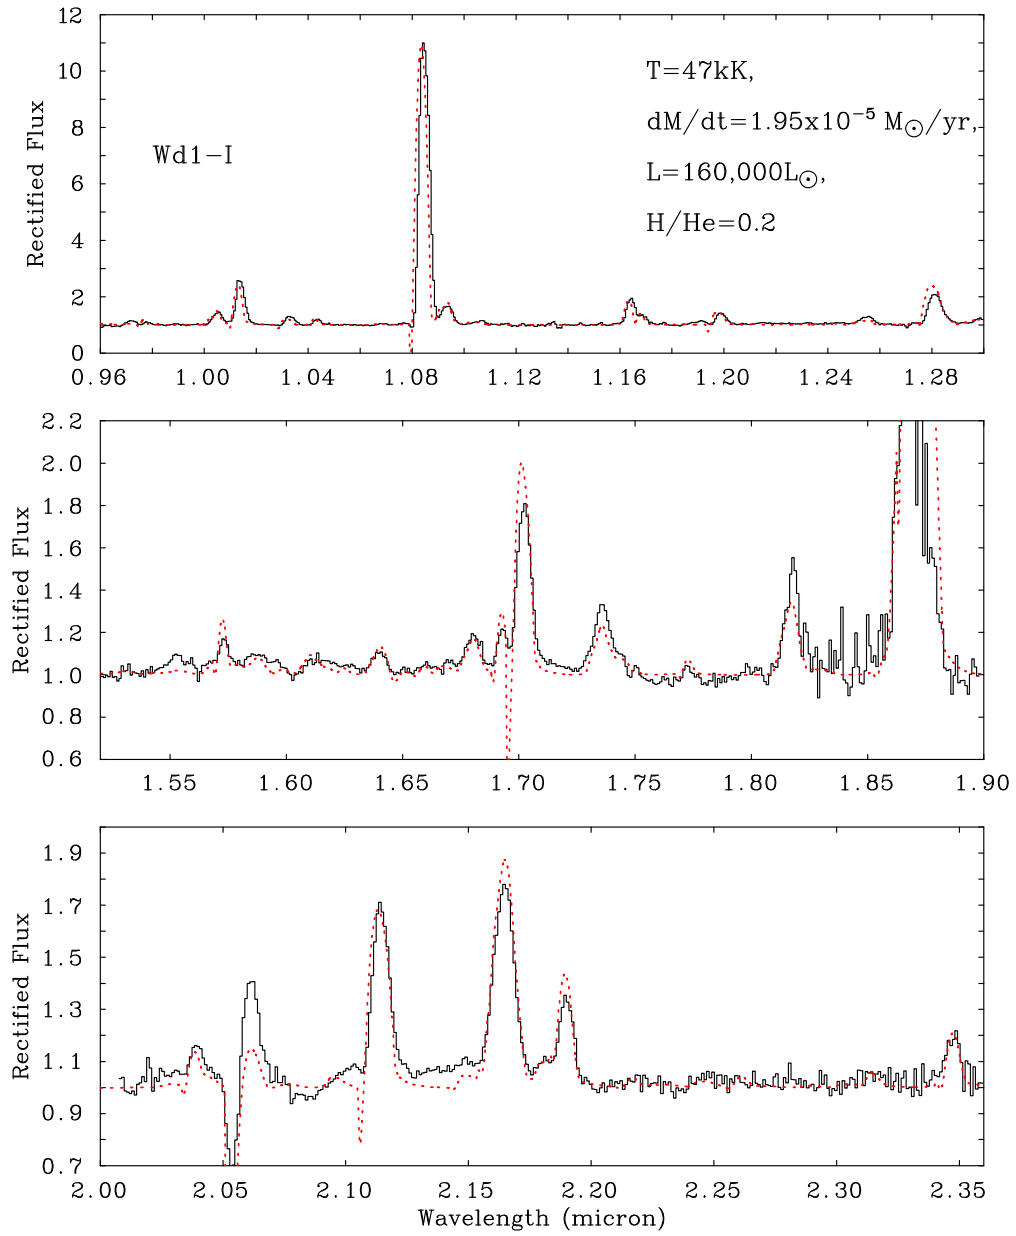 12
10
8
6
4
2
0
Rectified Flux
Wd1-I
T=47kK,
dM/dt=1.95x10⁻⁵ M⊙/yr,
L=160,000L⊙,
H/He=0.2
0.96 1.00 1.04 1.08 1.12 1.16 1.20 1.24 1.28
2.2
2.0
1.8
1.6
1.4
1.2
1.0
0.8
0.6
Rectified Flux
1.55 1.60 1.65 1.70 1.75 1.80 1.85 1.90
1.9
1.7
1.5
1.3
1.1
0.9
0.7
Rectified Flux
2.00 2.05 2.10 2.15 2.20 2.25 2.30 2.35
Wavelength (micron)